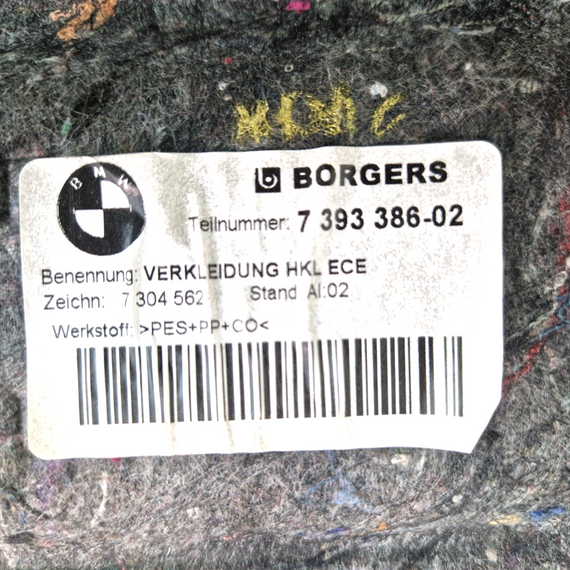 BMW
BORGERS
Teilnummer: 7 393 386-02
Benennung: VERKLEIDUNG HKL ECE
Zeichn: 7 304 562 Stand AI:02
Werkstoff: >PES+PP+CO<